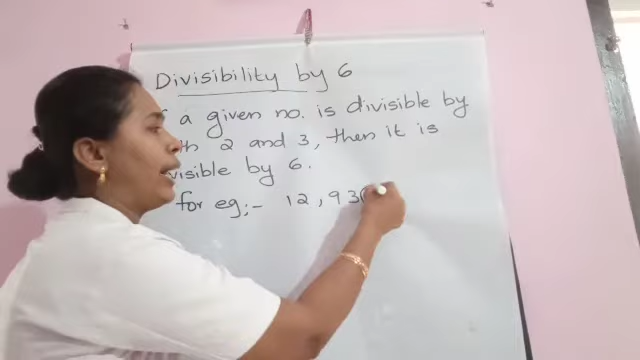 Divisibility by 6
a given no. is divisible by
2 and 3, then it is
by 6.
for eg;- 12,93